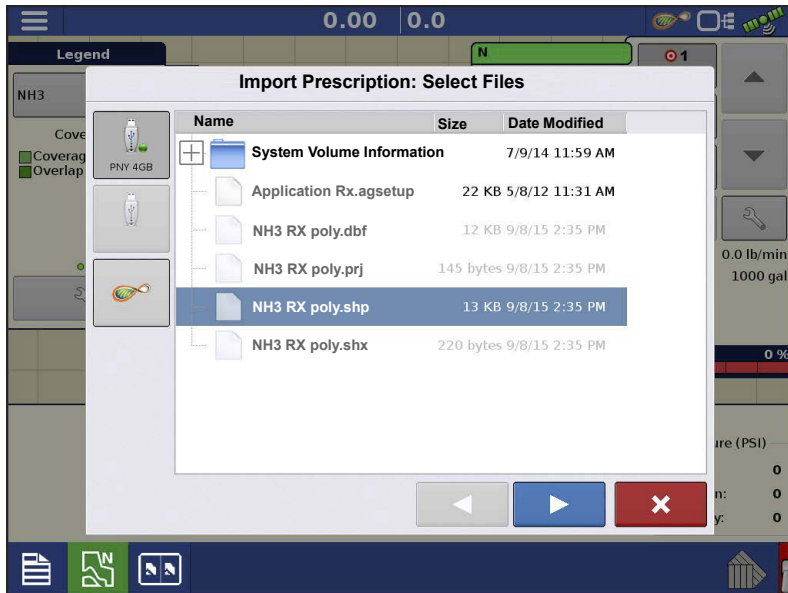 0.00 0.0
Legend
N
1
Import Prescription: Select Files
NH3
Name Size Date Modified
PNY 4GB
System Volume Information 7/9/14 11:59 AM
Application Rx.agsetup 22 KB 5/8/12 11:31 AM
NH3 RX poly.dbf 12 KB 9/8/15 2:35 PM
NH3 RX poly.prj 145 bytes 9/8/15 2:35 PM
NH3 RX poly.shp 13 KB 9/8/15 2:35 PM
NH3 RX poly.shx 220 bytes 9/8/15 2:35 PM
Cove
Coverag
Overlap
0.0 lb/min
1000 gal
0 %
ure (PSI)
0
n: 0
y: 0
N